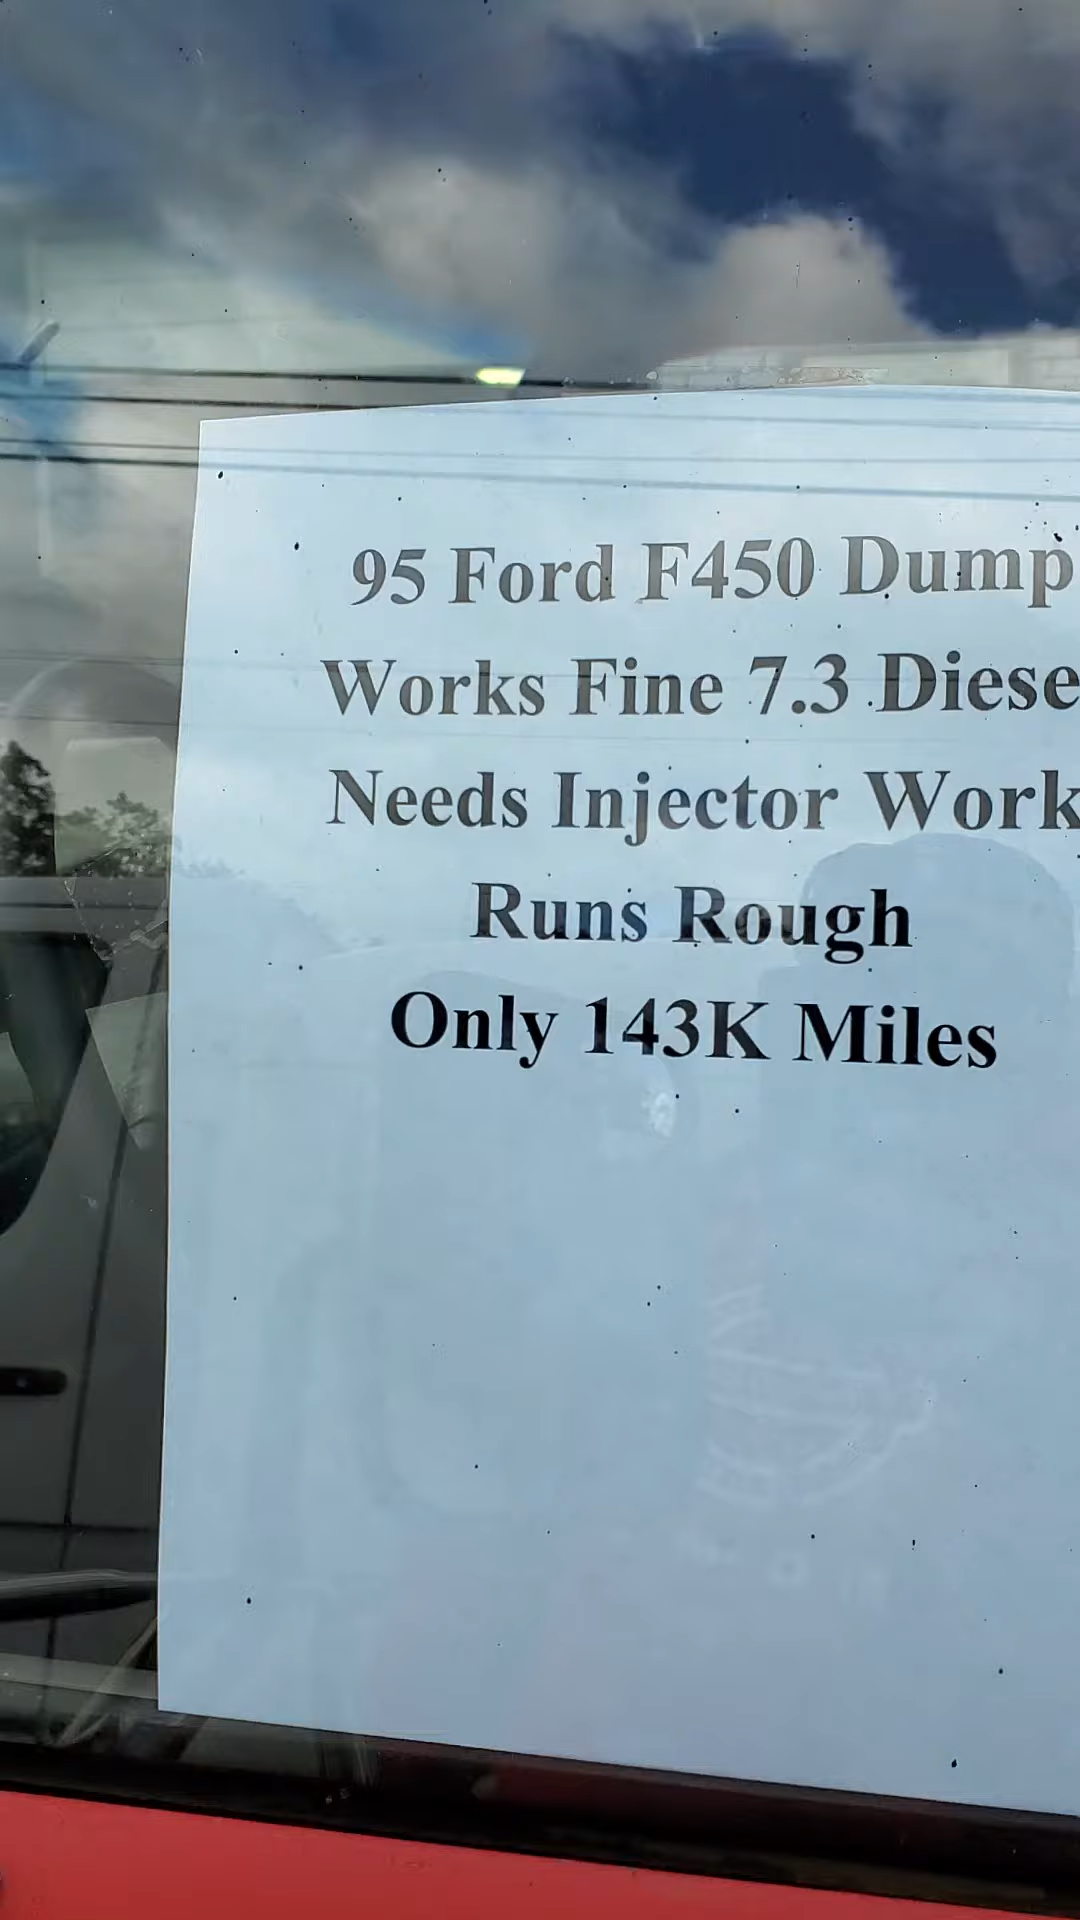 95 Ford F450 Dump
Works Fine 7.3 Diese
Needs Injector Work
Runs Rough
Only 143K Miles